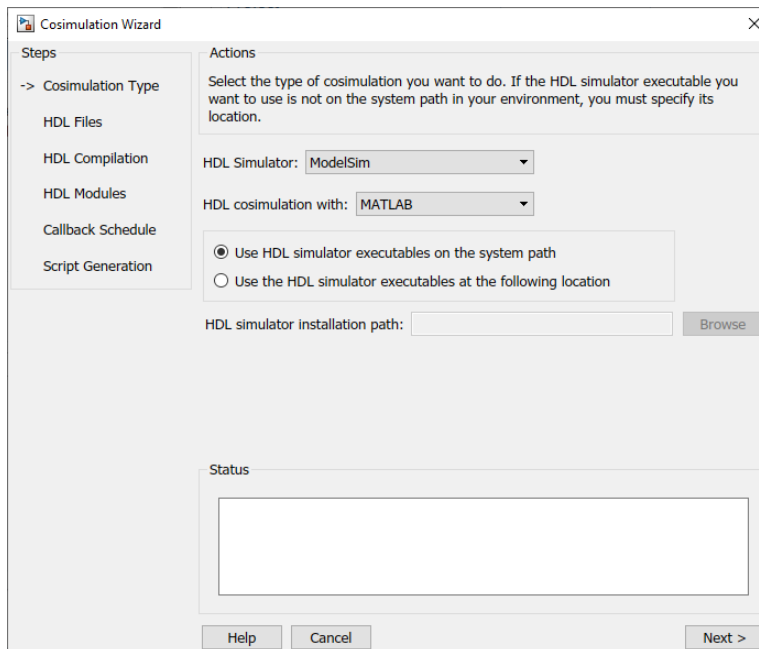 Cosimulation Wizard
Steps
-> Cosimulation Type
HDL Files
HDL Compilation
HDL Modules
Callback Schedule
Script Generation
Actions
Select the type of cosimulation you want to do. If the HDL simulator executable you
want to use is not on the system path in your environment, you must specify its
location.
HDL Simulator: ModelSim
HDL cosimulation with: MATLAB
Use HDL simulator executables on the system path
Use the HDL simulator executables at the following location
HDL simulator installation path: Browse
Status
Help Cancel Next >